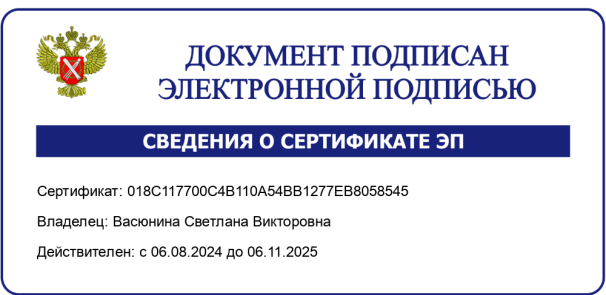 ДОКУМЕНТ ПОДПИСАН
ЭЛЕКТРОННОЙ ПОДПИСЬЮ
СВЕДЕНИЯ О СЕРТИФИКАТЕ ЭП
Сертификат: 018C117700C4B110A54BB1277EB8058545
Владелец: Васюнина Светлана Викторовна
Действителен: с 06.08.2024 до 06.11.2025